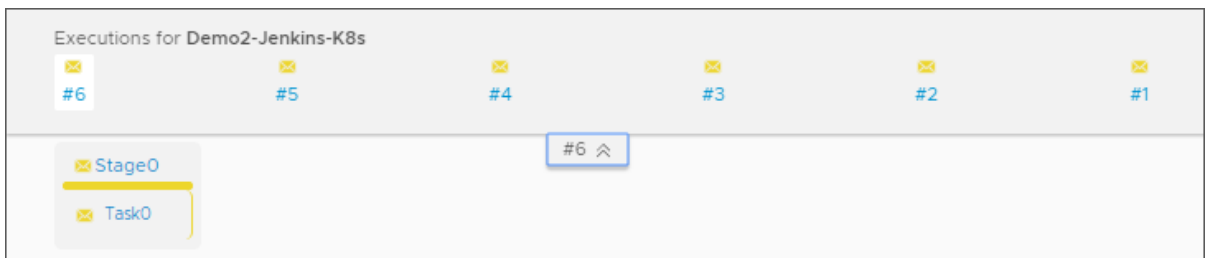 Executions for Demo2-Jenkins-K8s
#6 #5 #4 #3 #2 #1
#6
Stage0
Task0